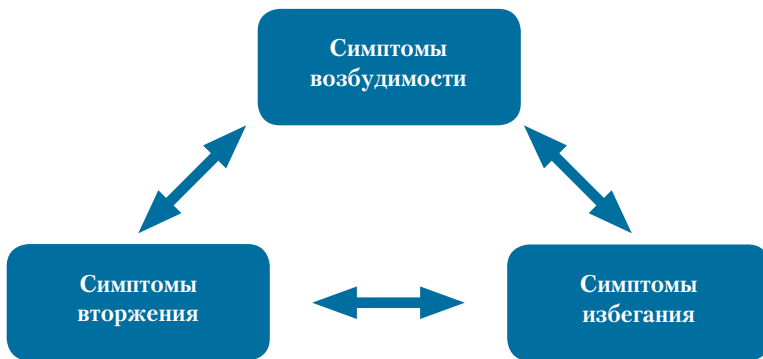 Симптомы
возбудимости
Симптомы
вторжения
Симптомы
избегания